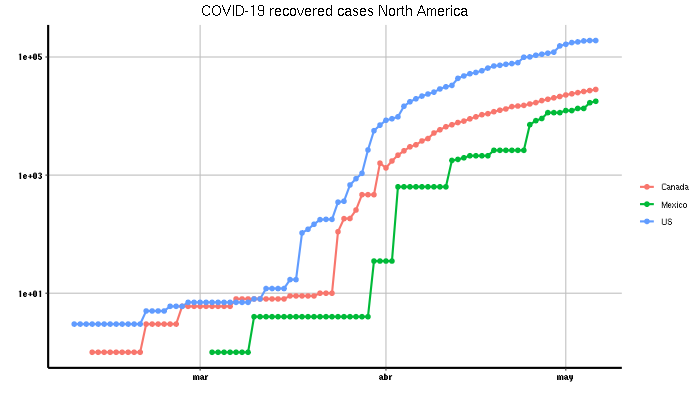 COVID-19 recovered cases North America
1e+05
1e+03
1e+01
mar abr may
Canada
Mexico
US